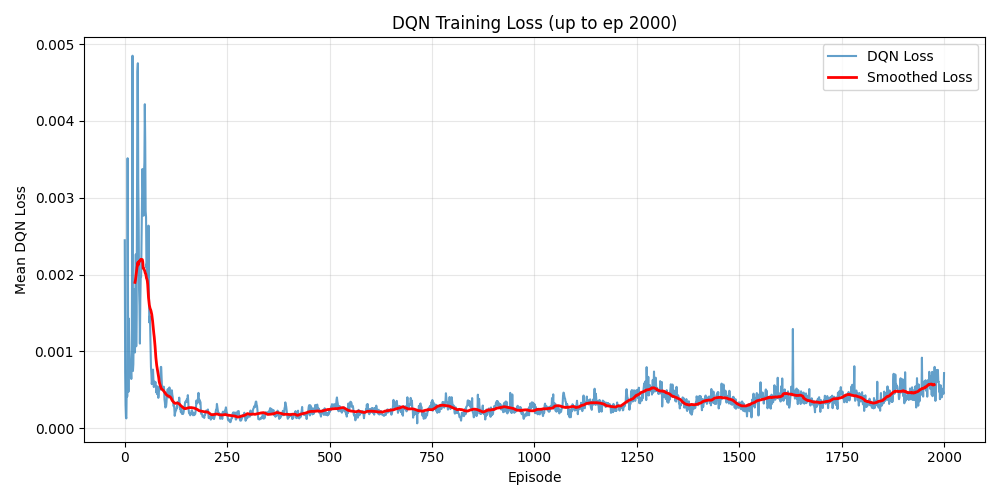 DQN Training Loss (up to ep 2000)
DQN Loss
Smoothed Loss
Mean DQN Loss
0.005
0.004
0.003
0.002
0.001
0.000
0 250 500 750 1000 1250 1500 1750 2000
Episode